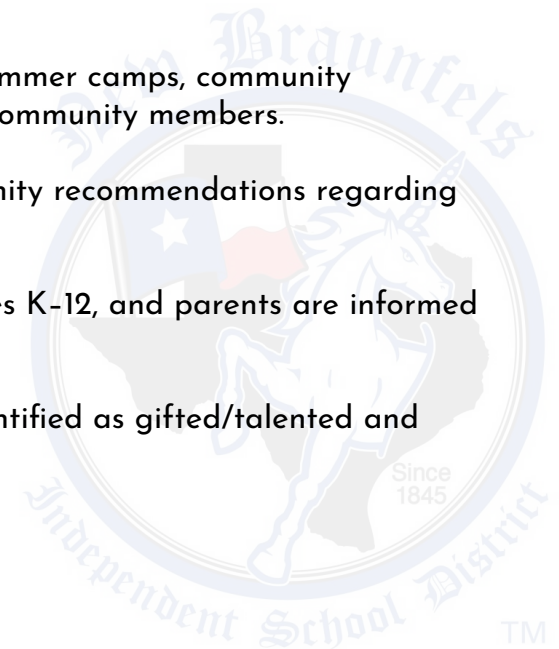 New Braunfels
mmer camps, community
ommunity members.
nity recommendations regarding
es K–12, and parents are informed
ntified as gifted/talented and
Since
1845
Independent School District
TM